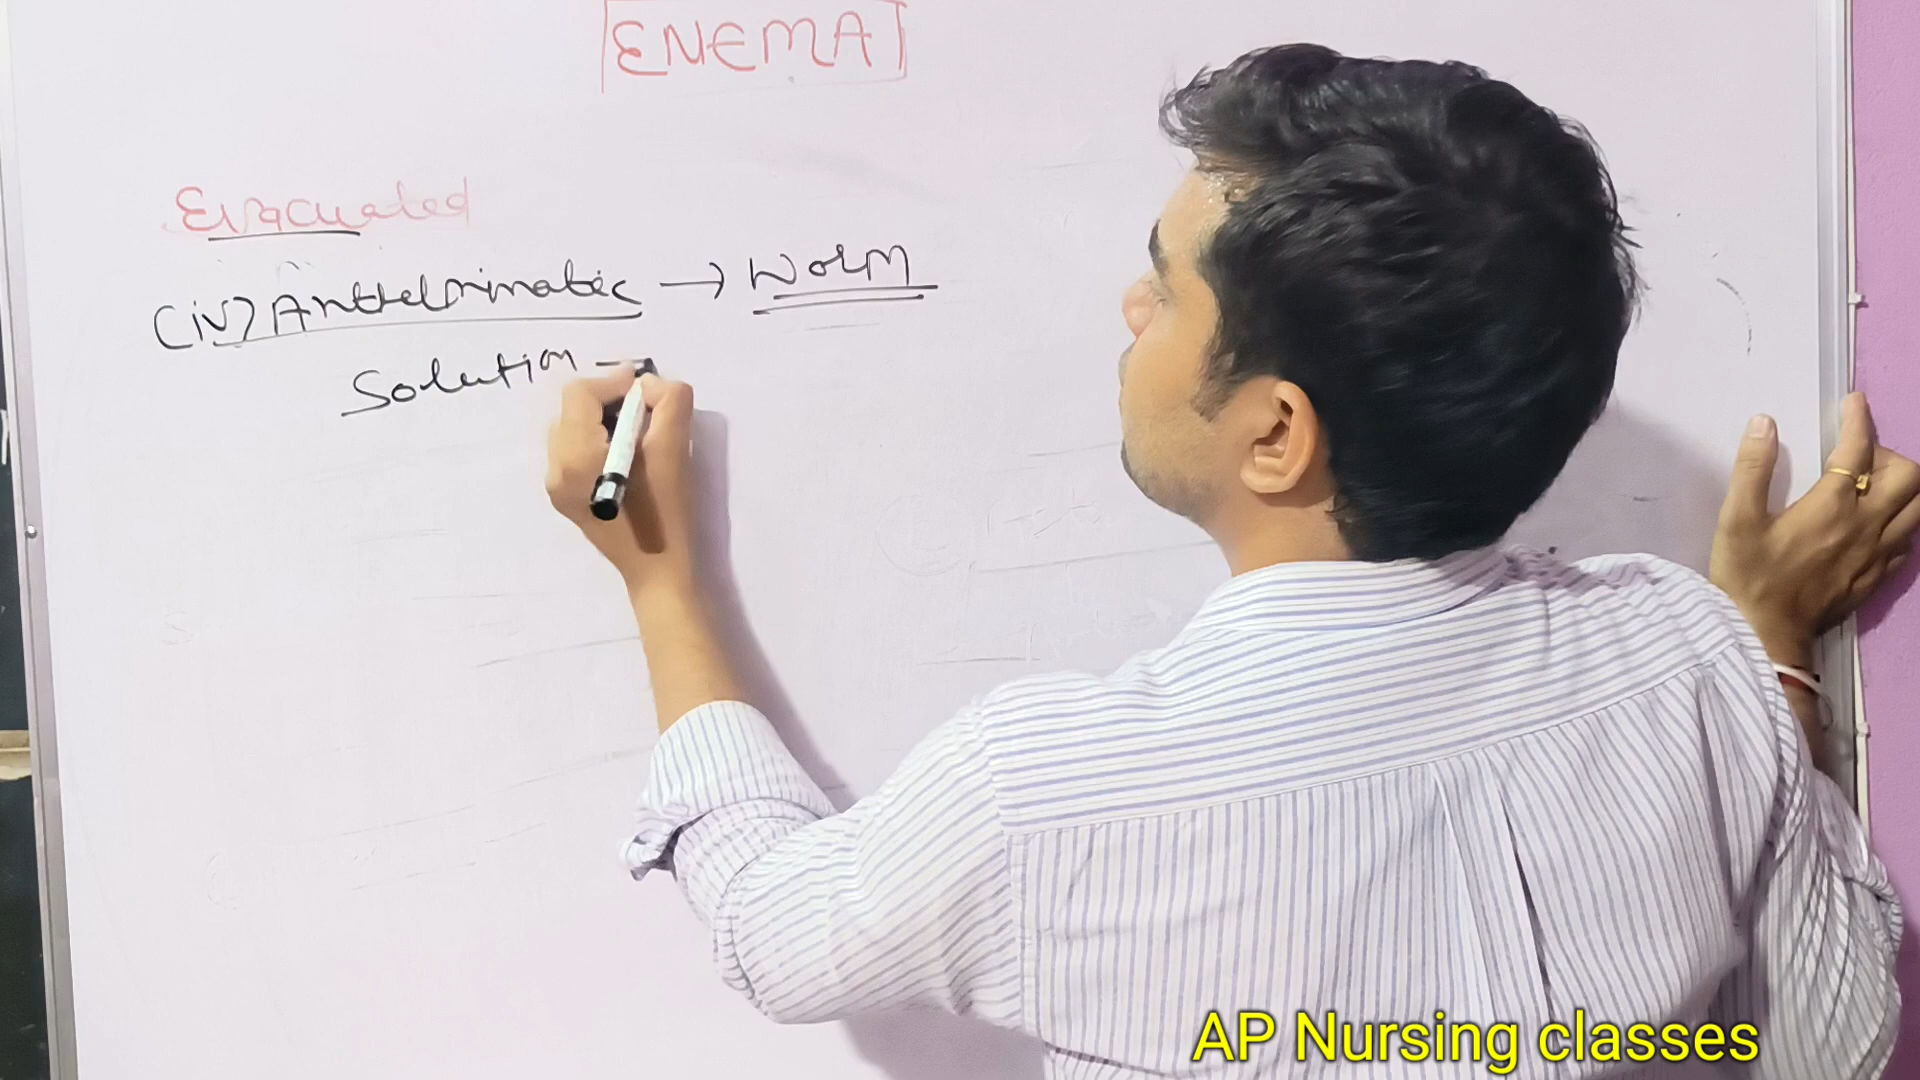 ENEMA
Evacuated
(iv) Anthelminatic → Worm
Solution -
AP Nursing classes